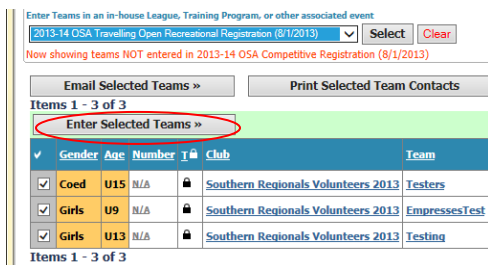 Enter Teams in an in-house League, Training Program, or other associated event
2013-14 OSA Travelling Open Recreational Registration (8/1/2013) Select Clear
Now showing teams NOT entered in 2013-14 OSA Competitive Registration (8/1/2013)
Email Selected Teams » Print Selected Team Contacts
Items 1 - 3 of 3
Enter Selected Teams »
✓ Gender Age Number T Club Team
Coed U15 N/A Southern Regionals Volunteers 2013 Testers
Girls U9 N/A Southern Regionals Volunteers 2013 EmpressesTest
Girls U13 N/A Southern Regionals Volunteers 2013 Testing
Items 1 - 3 of 3